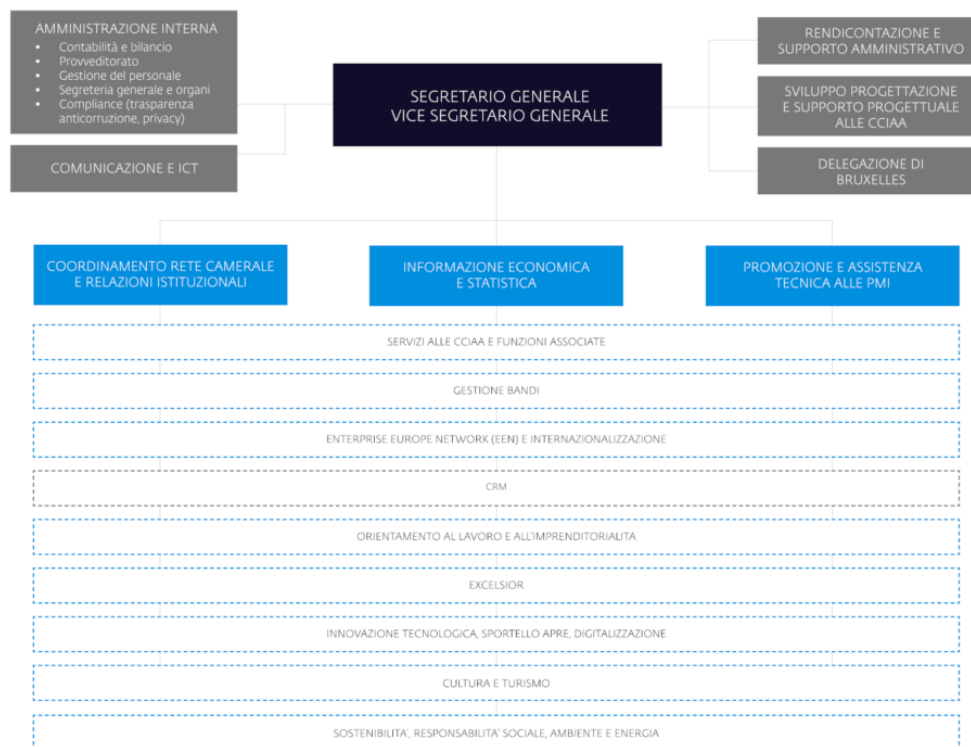 AMMINISTRAZIONE INTERNA
• Contabilità e bilancio
• Provveditorato
• Gestione del personale
• Segreteria generale e organi
• Compliance (trasparenza
anticorruzione, privacy)
COMUNICAZIONE E ICT
SEGRETARIO GENERALE
VICE SEGRETARIO GENERALE
RENDICONTAZIONE E
SUPPORTO AMMINISTRATIVO
SVILUPPO PROGETTAZIONE
E SUPPORTO PROGETTUALE
ALLE CCIAA
DELEGAZIONE DI
BRUXELLES
COORDINAMENTO RETE CAMERALE
E RELAZIONI ISTITUZIONALI
INFORMAZIONE ECONOMICA
E STATISTICA
PROMOZIONE E ASSISTENZA
TECNICA ALLE PMI
SERVIZI ALLE CCIAA E FUNZIONI ASSOCIATE
GESTIONE BANDI
ENTERPRISE EUROPE NETWORK (EEN) E INTERNAZIONALIZZAZIONE
CRM
ORIENTAMENTO AL LAVORO E ALL'IMPRENDITORIALITA
EXCELSIOR
INNOVAZIONE TECNOLOGICA, SPORTELLO APRE, DIGITALIZZAZIONE
CULTURA E TURISMO
SOSTENIBILITA', RESPONSABILITA' SOCIALE, AMBIENTE E ENERGIA